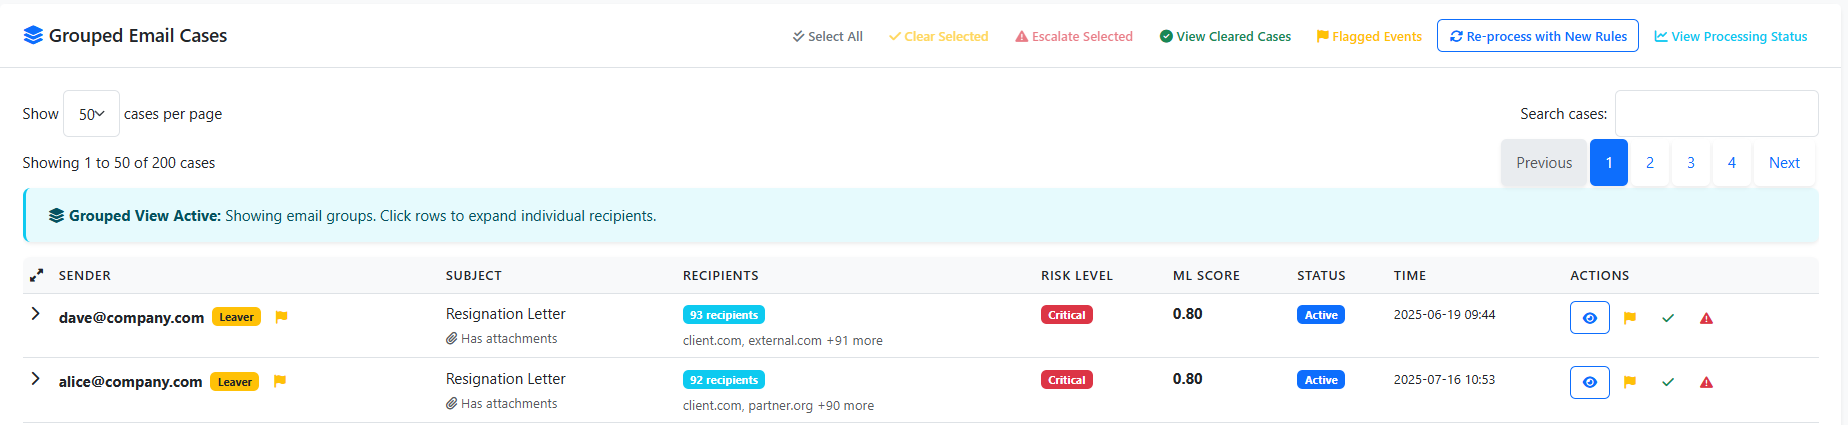 Grouped Email Cases
Select All Clear Selected Escalate Selected View Cleared Cases Flagged Events Re-process with New Rules View Processing Status
Show 50 cases per page Search cases:
Showing 1 to 50 of 200 cases Previous 1 2 3 4 Next
Grouped View Active: Showing email groups. Click rows to expand individual recipients.
SENDER SUBJECT RECIPIENTS RISK LEVEL ML SCORE STATUS TIME ACTIONS
dave@company.com Leaver Resignation Letter 93 recipients Critical 0.80 Active 2025-06-19 09:44
Has attachments client.com, external.com +91 more
alice@company.com Leaver Resignation Letter 92 recipients Critical 0.80 Active 2025-07-16 10:53
Has attachments client.com, partner.org +90 more